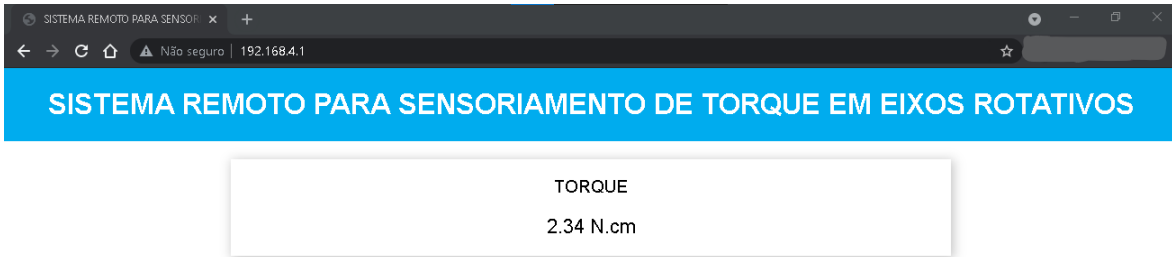 SISTEMA REMOTO PARA SENSOR
Não seguro | 192.168.4.1
SISTEMA REMOTO PARA SENSORIAMENTO DE TORQUE EM EIXOS ROTATIVOS
TORQUE
2.34 N.cm